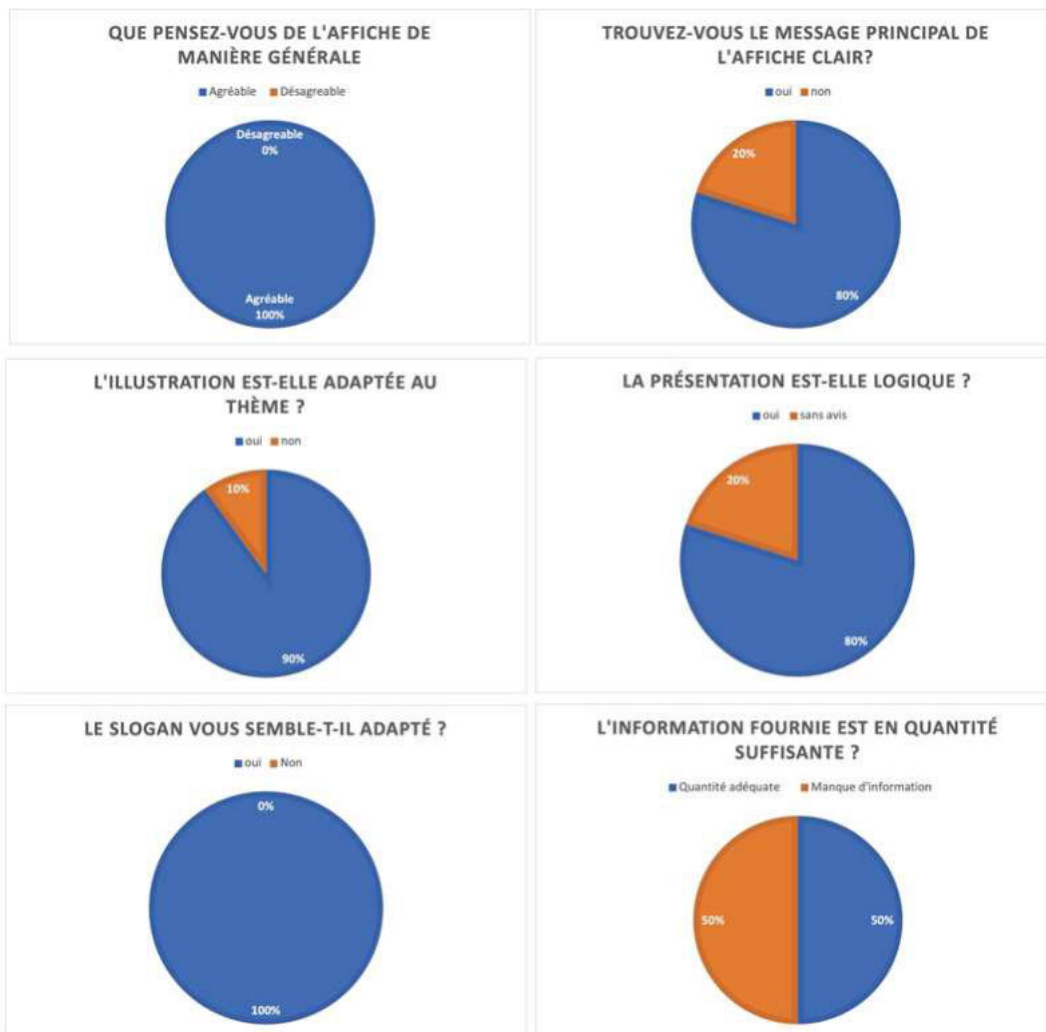 QUE PENSEZ-VOUS DE L'AFFICHE DE
MANIÈRE GÉNÉRALE
Agréable Désagreable
Désagreable
0%
Agréable
100%
TROUVEZ-VOUS LE MESSAGE PRINCIPAL DE
L'AFFICHE CLAIR?
oui non
20%
80%
L'ILLUSTRATION EST-ELLE ADAPTÉE AU
THÈME ?
oui non
10%
90%
LA PRÉSENTATION EST-ELLE LOGIQUE ?
oui sans avis
20%
80%
LE SLOGAN VOUS SEMBLE-T-IL ADAPTÉ ?
oui Non
0%
100%
L'INFORMATION FOURNIE EST EN QUANTITÉ
SUFFISANTE ?
Quantité adéquate Manque d'information
50% 50%